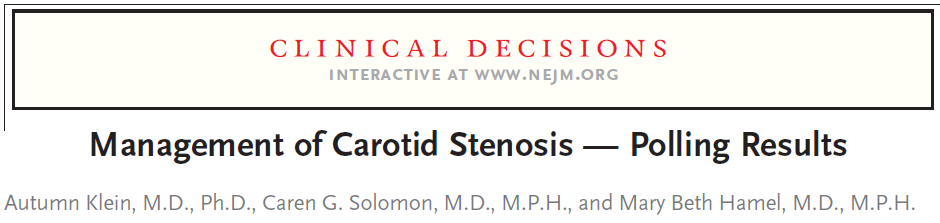 CLINICAL DECISIONS
INTERACTIVE AT WWW.NEJM.ORG
Management of Carotid Stenosis — Polling Results
Autumn Klein, M.D., Ph.D., Caren G. Solomon, M.D., M.P.H., and Mary Beth Hamel, M.D., M.P.H.